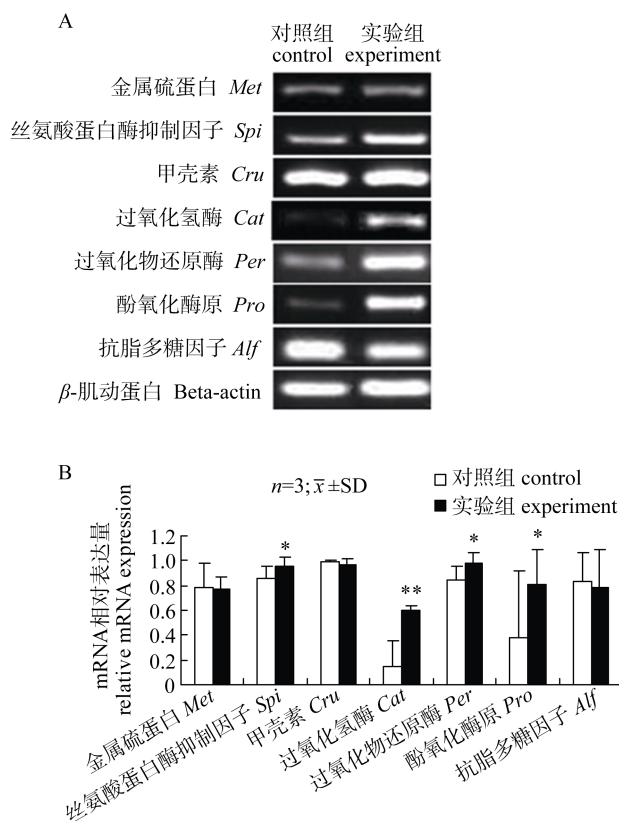 A
对照组 实验组
control experiment
金属硫蛋白 Met
丝氨酸蛋白酶抑制因子 Spi
甲壳素 Cru
过氧化氢酶 Cat
过氧化物还原酶 Per
酚氧化酶原 Pro
抗脂多糖因子 Alf
β-肌动蛋白 Beta-actin
B
n=3; x̄ ±SD
对照组 control
实验组 experiment
mRNA相对表达量
relative mRNA expression
1.2
1.0
0.8
0.6
0.4
0.2
0
*
**
*
*
金属硫蛋白 Met
丝氨酸蛋白酶抑制因子 Spi
甲壳素 Cru
过氧化氢酶 Cat
过氧化物还原酶 Per
酚氧化酶原 Pro
抗脂多糖因子 Alf